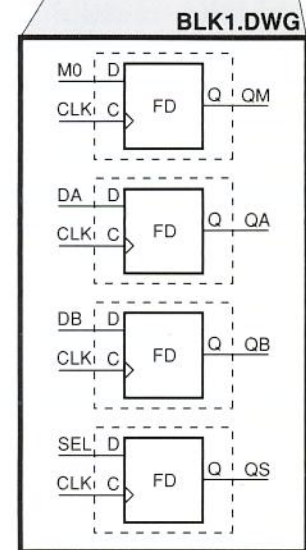 BLK1.DWG
M0 D
Q QM
CLK C FD
DA D
Q QA
CLK C FD
DB D
Q QB
CLK C FD
SEL D
Q QS
CLK C FD